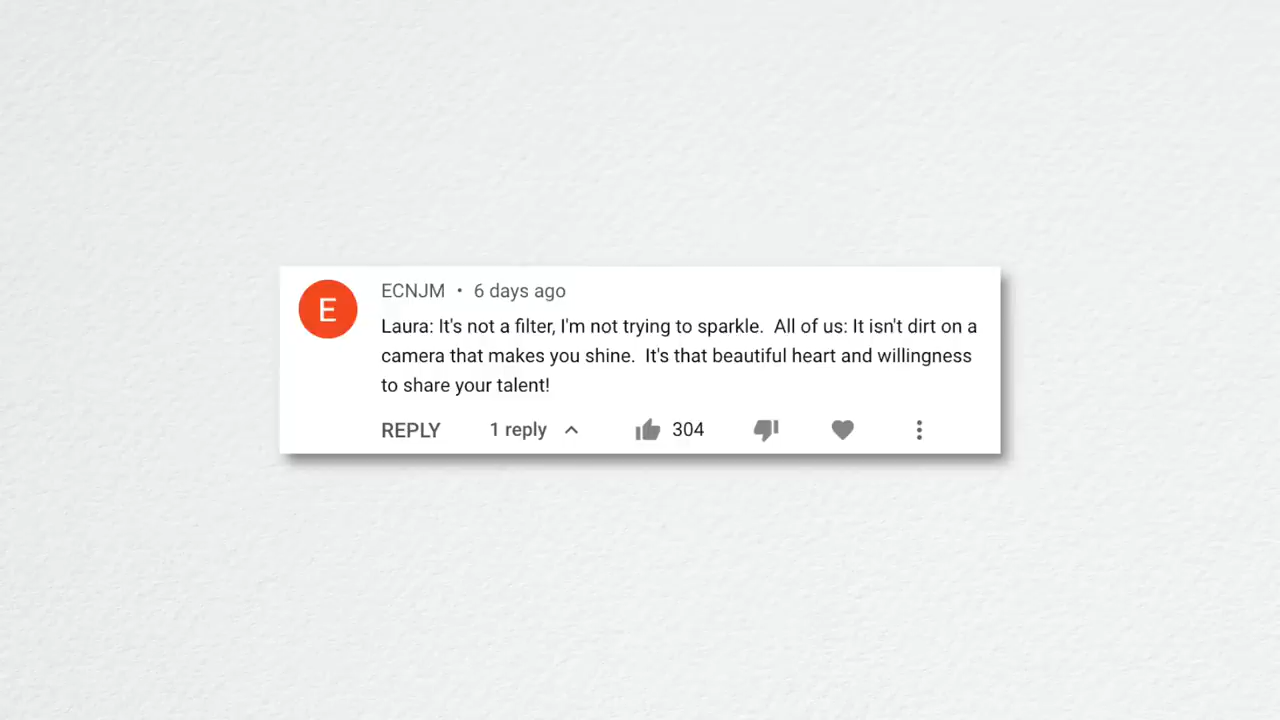 E
ECNJM • 6 days ago
Laura: It's not a filter, I'm not trying to sparkle.  All of us: It isn't dirt on a
camera that makes you shine.  It's that beautiful heart and willingness
to share your talent!
REPLY 1 reply 304